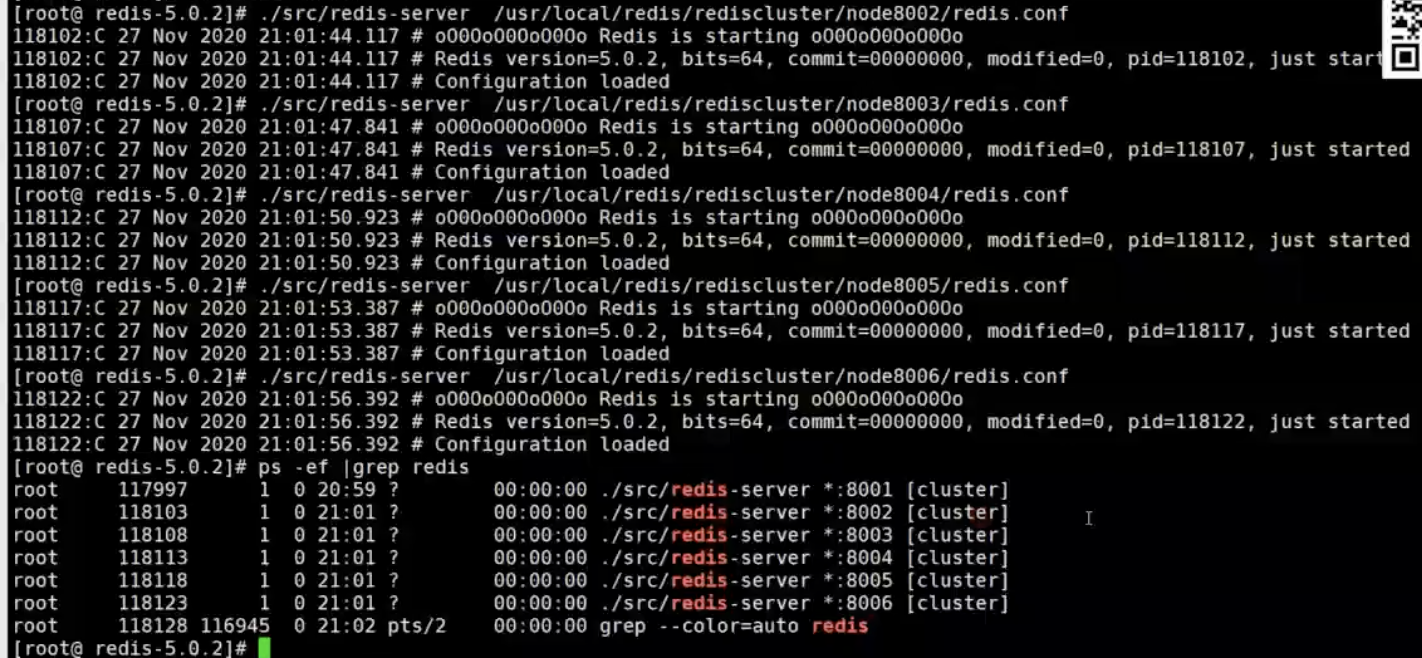 [root@ redis-5.0.2]# ./src/redis-server  /usr/local/redis/rediscluster/node8002/redis.conf
118102:C 27 Nov 2020 21:01:44.117 # oO0OoO0OoO0Oo Redis is starting oO0OoO0OoO0Oo
118102:C 27 Nov 2020 21:01:44.117 # Redis version=5.0.2, bits=64, commit=00000000, modified=0, pid=118102, just start
118102:C 27 Nov 2020 21:01:44.117 # Configuration loaded
[root@ redis-5.0.2]# ./src/redis-server  /usr/local/redis/rediscluster/node8003/redis.conf
118107:C 27 Nov 2020 21:01:47.841 # oO0OoO0OoO0Oo Redis is starting oO0OoO0OoO0Oo
118107:C 27 Nov 2020 21:01:47.841 # Redis version=5.0.2, bits=64, commit=00000000, modified=0, pid=118107, just started
118107:C 27 Nov 2020 21:01:47.841 # Configuration loaded
[root@ redis-5.0.2]# ./src/redis-server  /usr/local/redis/rediscluster/node8004/redis.conf
118112:C 27 Nov 2020 21:01:50.923 # oO0OoO0OoO0Oo Redis is starting oO0OoO0OoO0Oo
118112:C 27 Nov 2020 21:01:50.923 # Redis version=5.0.2, bits=64, commit=00000000, modified=0, pid=118112, just started
118112:C 27 Nov 2020 21:01:50.923 # Configuration loaded
[root@ redis-5.0.2]# ./src/redis-server  /usr/local/redis/rediscluster/node8005/redis.conf
118117:C 27 Nov 2020 21:01:53.387 # oO0OoO0OoO0Oo Redis is starting oO0OoO0OoO0Oo
118117:C 27 Nov 2020 21:01:53.387 # Redis version=5.0.2, bits=64, commit=00000000, modified=0, pid=118117, just started
118117:C 27 Nov 2020 21:01:53.387 # Configuration loaded
[root@ redis-5.0.2]# ./src/redis-server  /usr/local/redis/rediscluster/node8006/redis.conf
118122:C 27 Nov 2020 21:01:56.392 # oO0OoO0OoO0Oo Redis is starting oO0OoO0OoO0Oo
118122:C 27 Nov 2020 21:01:56.392 # Redis version=5.0.2, bits=64, commit=00000000, modified=0, pid=118122, just started
118122:C 27 Nov 2020 21:01:56.392 # Configuration loaded
[root@ redis-5.0.2]# ps -ef |grep redis
root     117997      1  0 20:59 ?        00:00:00 ./src/redis-server *:8001 [cluster]
root     118103      1  0 21:01 ?        00:00:00 ./src/redis-server *:8002 [cluster]
root     118108      1  0 21:01 ?        00:00:00 ./src/redis-server *:8003 [cluster]
root     118113      1  0 21:01 ?        00:00:00 ./src/redis-server *:8004 [cluster]
root     118118      1  0 21:01 ?        00:00:00 ./src/redis-server *:8005 [cluster]
root     118123      1  0 21:01 ?        00:00:00 ./src/redis-server *:8006 [cluster]
root     118128 116945  0 21:02 pts/2    00:00:00 grep --color=auto redis
[root@ redis-5.0.2]#